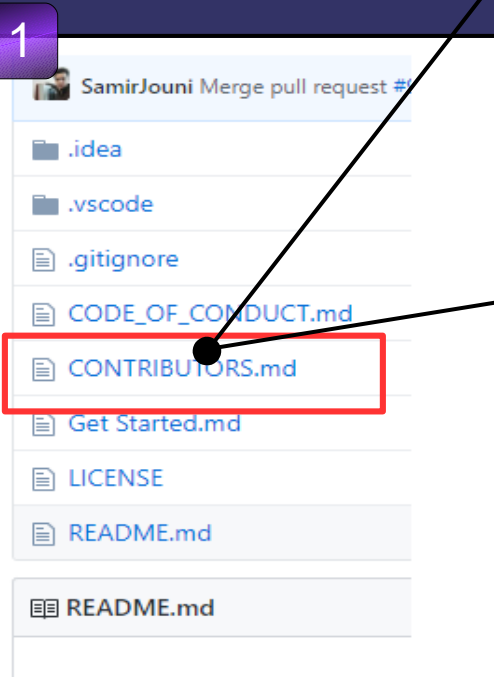 1
SamirJouni Merge pull request #
.idea
.vscode
.gitignore
CODE_OF_CONDUCT.md
CONTRIBUTORS.md
Get Started.md
LICENSE
README.md
README.md